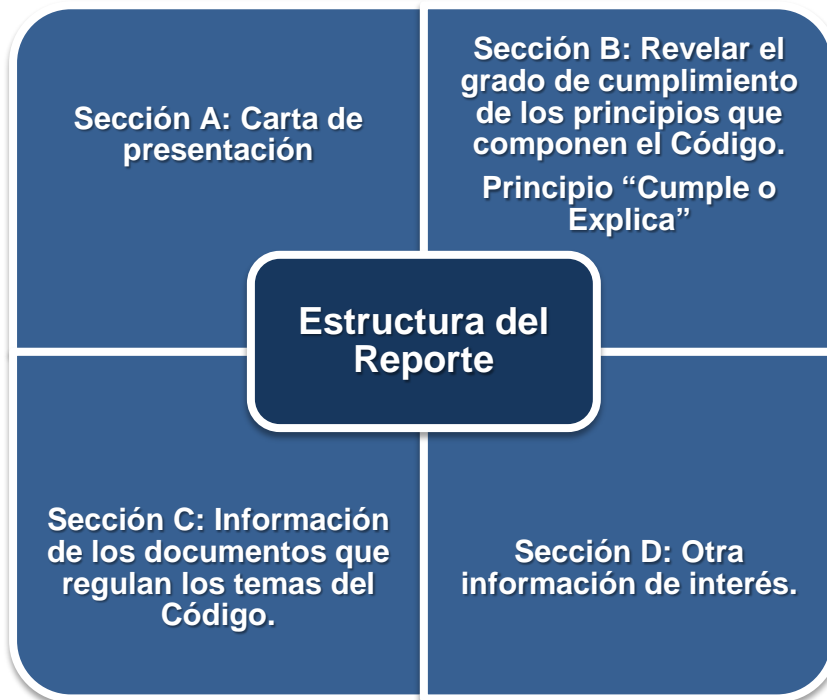 Sección A: Carta de
presentación
Sección B: Revelar el
grado de cumplimiento
de los principios que
componen el Código.
Principio “Cumple o
Explica”
Estructura del
Reporte
Sección C: Información
de los documentos que
regulan los temas del
Código.
Sección D: Otra
información de interés.